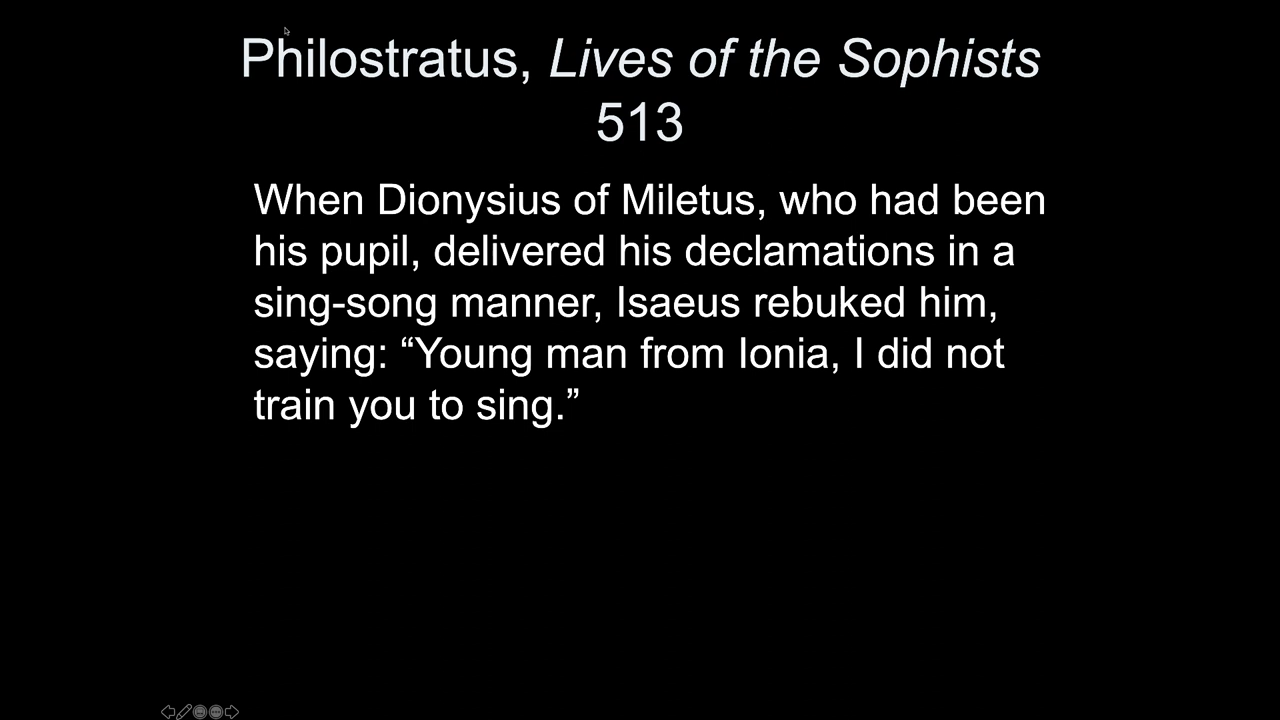 Philostratus, Lives of the Sophists
513
When Dionysius of Miletus, who had been
his pupil, delivered his declamations in a
sing-song manner, Isaeus rebuked him,
saying: “Young man from Ionia, I did not
train you to sing.”